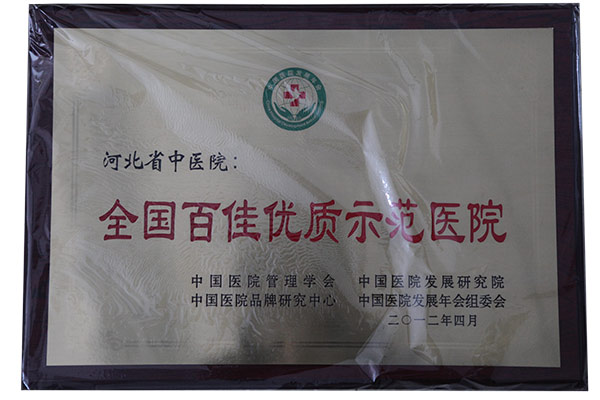 河北省中医院：
全国百佳优质示范医院
中国医院管理学会 中国医院发展研究院
中国医院品牌研究中心 中国医院发展年会组委会
二〇一二年四月